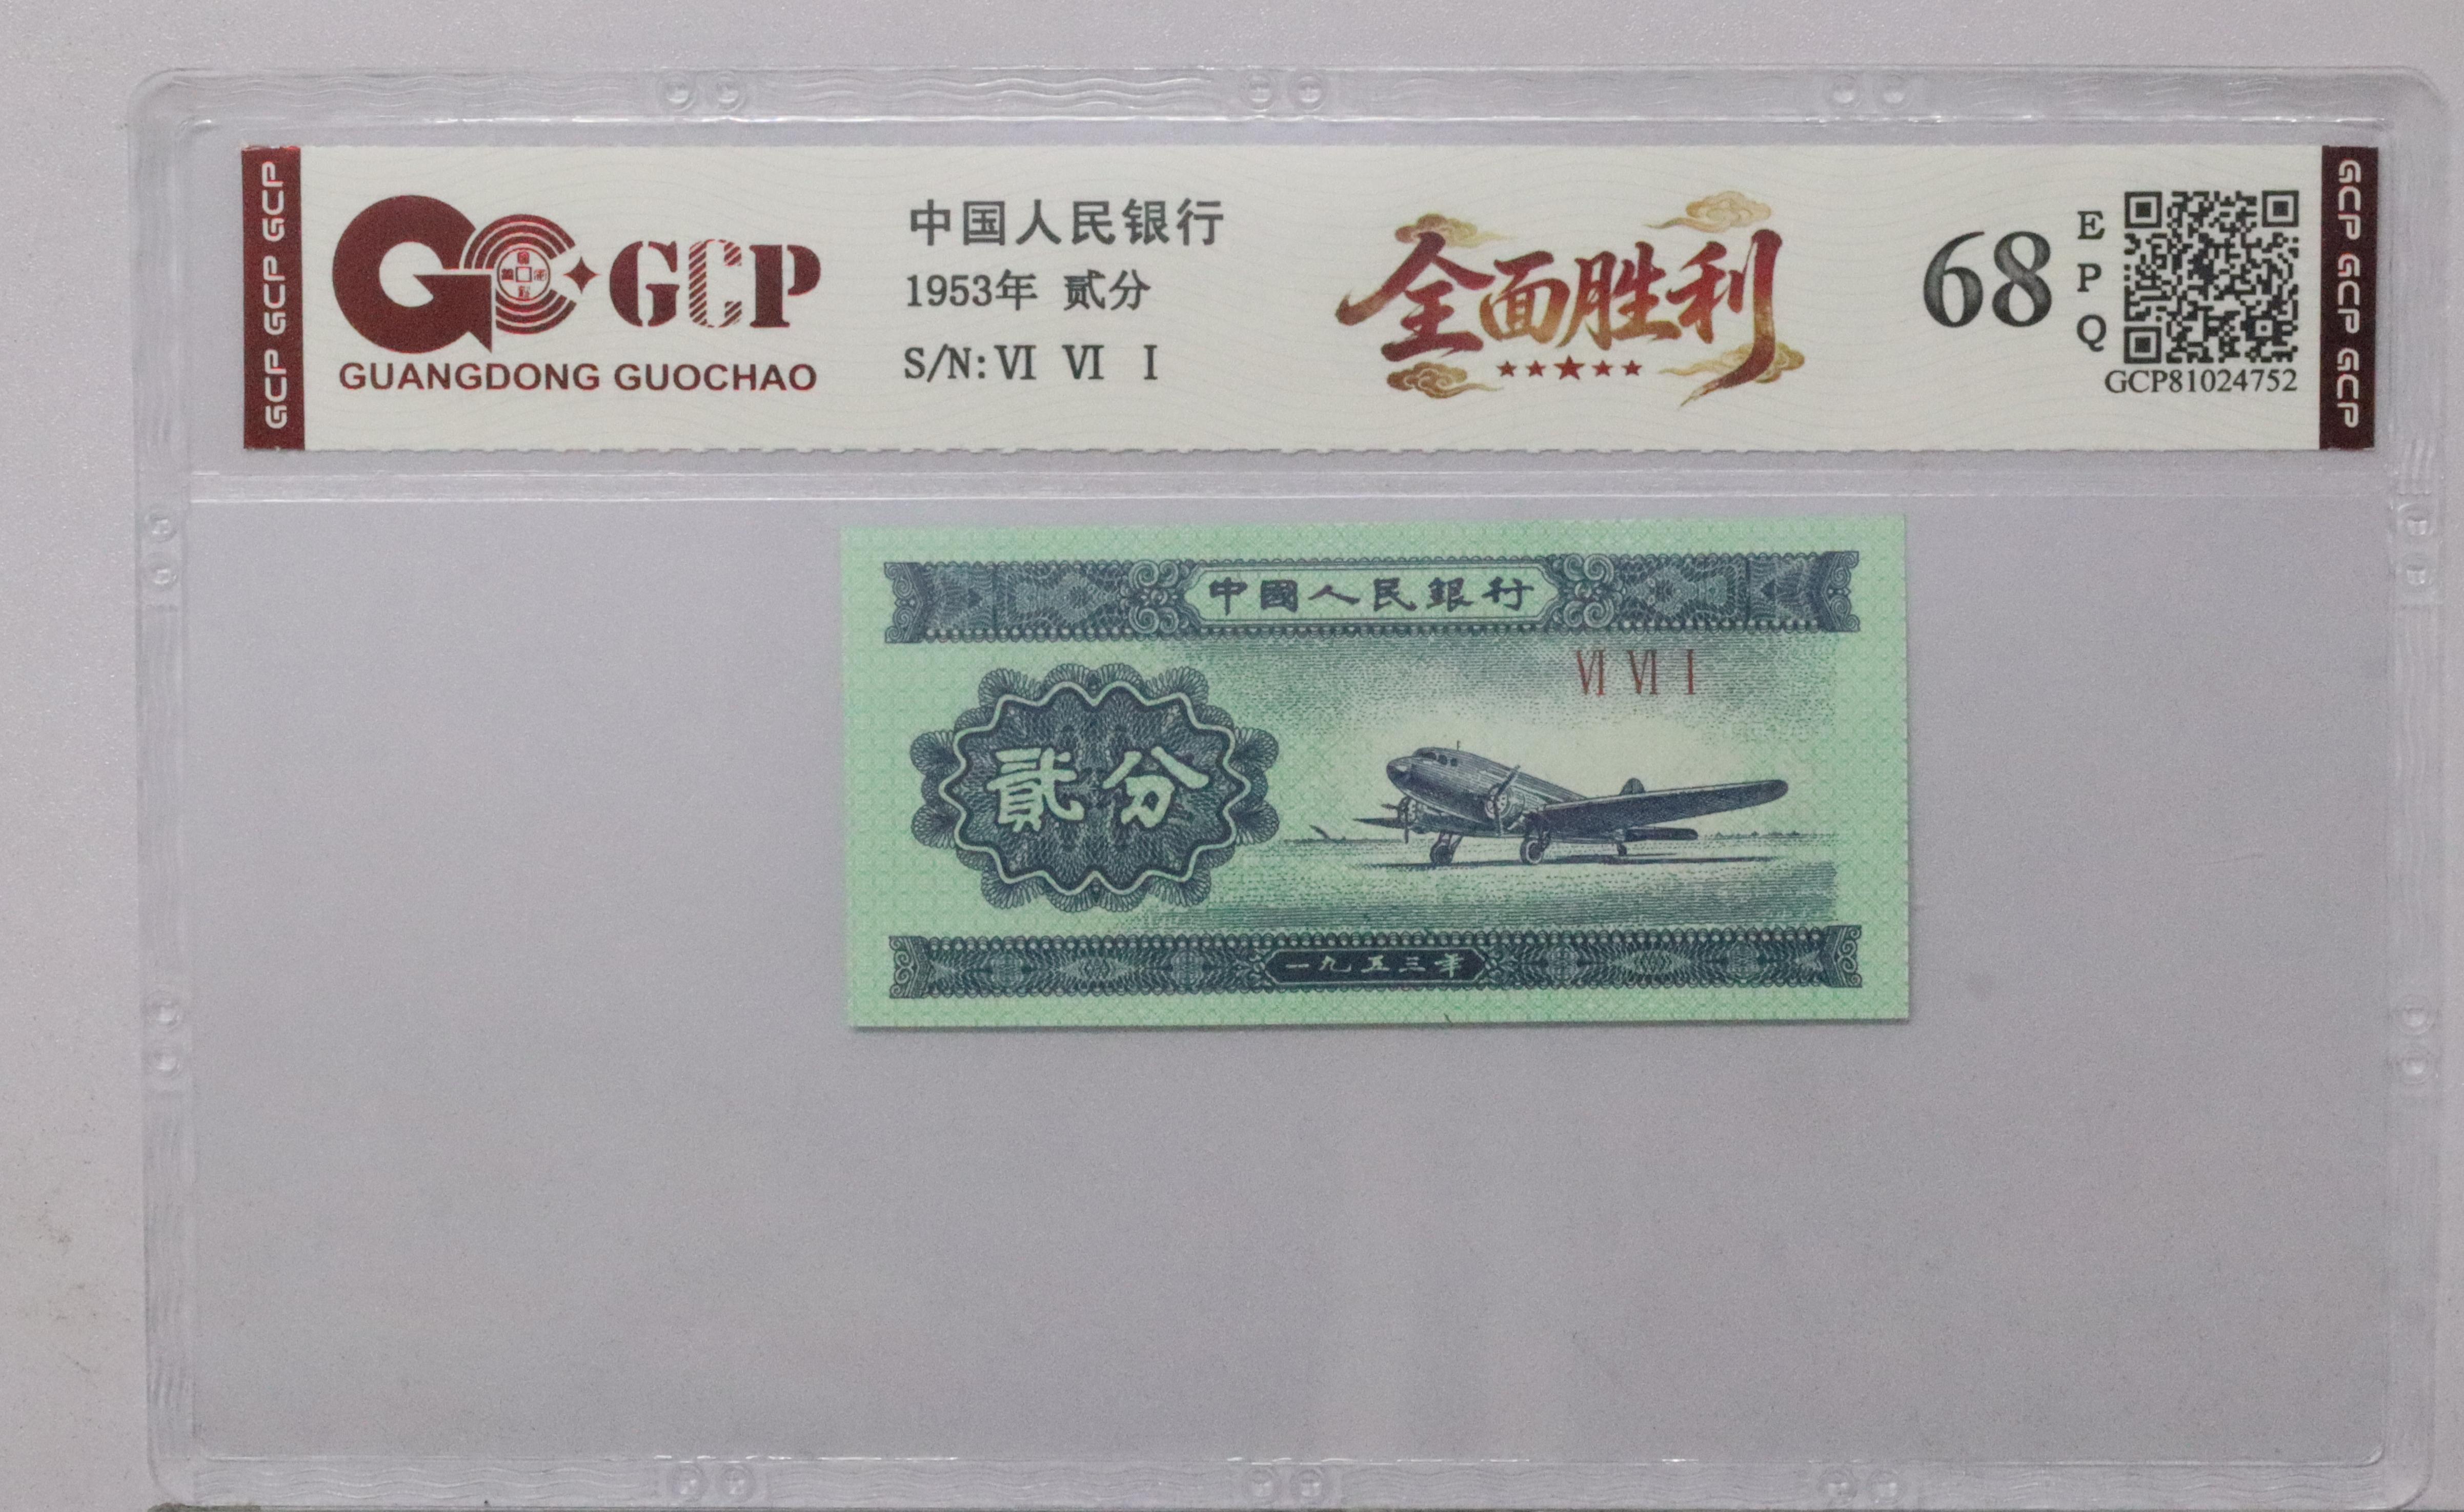 GCP GCP GCP
GCP
GUANGDONG GUOCHAO
中国人民银行
1953年 贰分
S/N: VI VI I
全面胜利
68
E
P
Q
GCP81024752
GCP GCP GCP
中國人民銀行
VI VI I
貳分
一九五三年